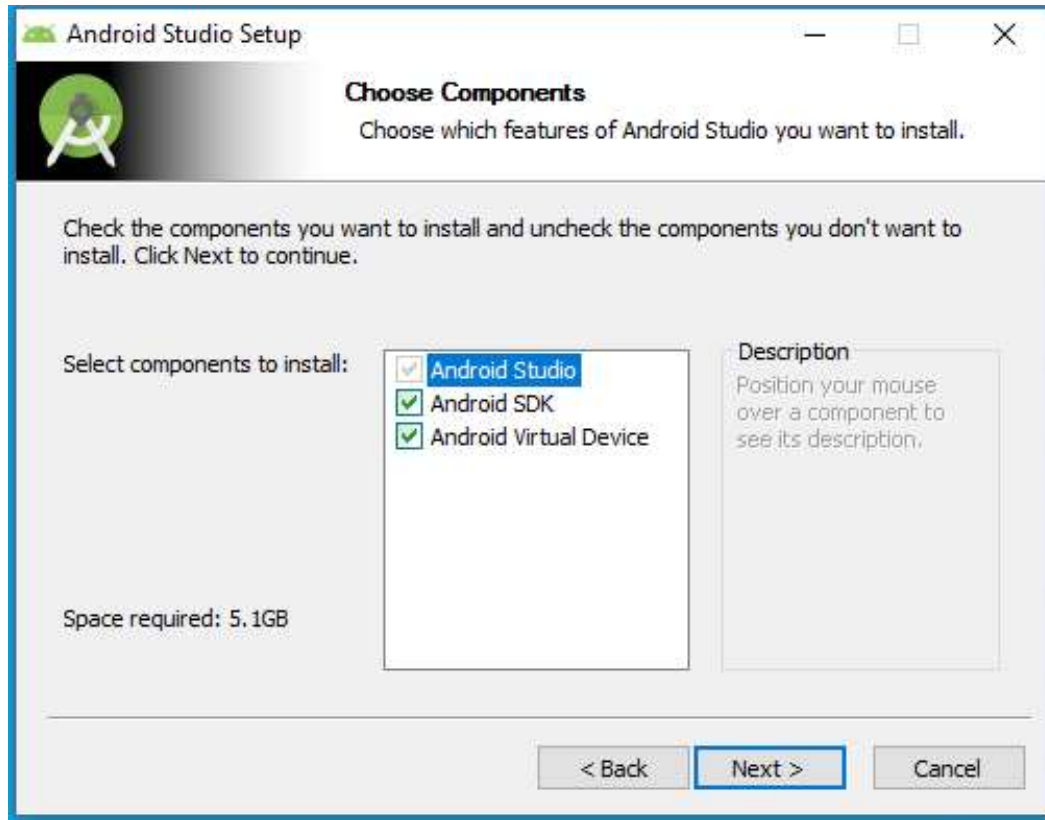 Android Studio Setup
Choose Components
Choose which features of Android Studio you want to install.
Check the components you want to install and uncheck the components you don't want to
install. Click Next to continue.
Select components to install:
Android Studio
Android SDK
Android Virtual Device
Description
Position your mouse
over a component to
see its description.
Space required: 5.1GB
< Back
Next >
Cancel